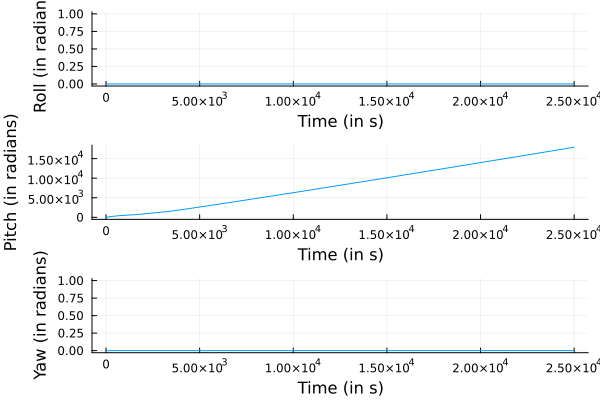 Roll (in radian
1.00
0.75
0.50
0.25
0.00
0 5.00×10³ 1.00×10⁴ 1.50×10⁴ 2.00×10⁴ 2.50×10⁴
Time (in s)
Pitch (in radians)
1.50×10⁴
1.00×10⁴
5.00×10³
0
0 5.00×10³ 1.00×10⁴ 1.50×10⁴ 2.00×10⁴ 2.50×10⁴
Time (in s)
Yaw (in radians)
1.00
0.75
0.50
0.25
0.00
0 5.00×10³ 1.00×10⁴ 1.50×10⁴ 2.00×10⁴ 2.50×10⁴
Time (in s)